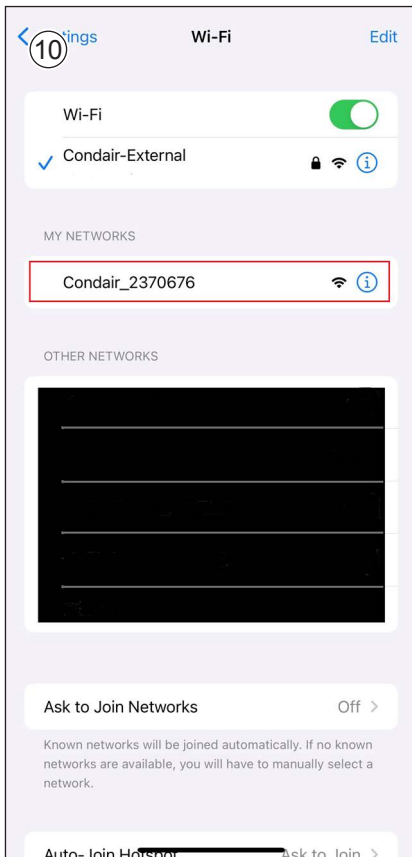 10
ings
Wi-Fi
Edit
Wi-Fi
Condair-External
MY NETWORKS
Condair_2370676
OTHER NETWORKS
Ask to Join Networks
Off
Known networks will be joined automatically. If no known
networks are available, you will have to manually select a
network.
Auto-Join Hotspot
Ask to Join